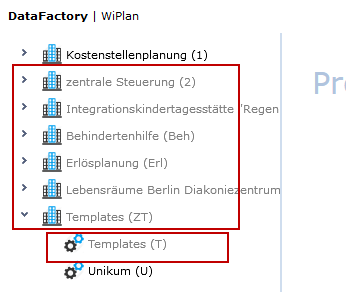 DataFactory | WiPlan
Kostenstellenplanung (1)
zentrale Steuerung (2)
Integrationskindertagesstätte 'Regen
Behindertenhilfe (Beh)
Erlösplanung (Erl)
Lebensräume Berlin Diakoniezentrum
Templates (ZT)
Templates (T)
Unikum (U)
Pr